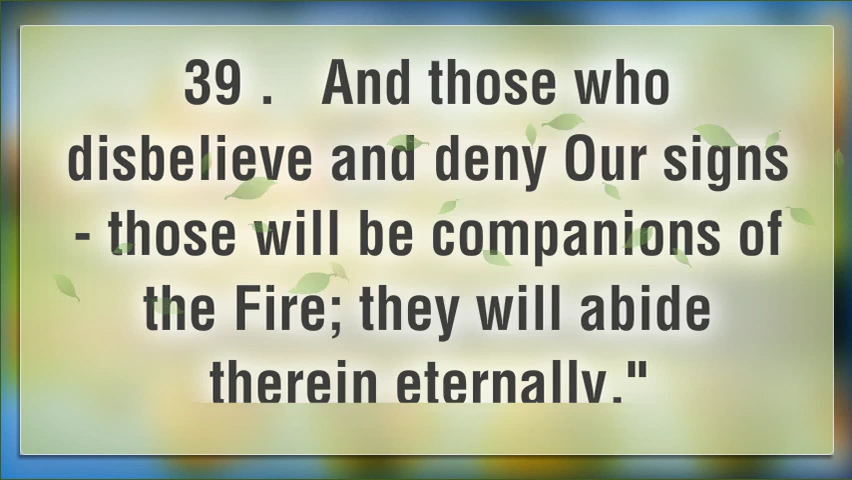 39 .   And those who
disbelieve and deny Our signs
- those will be companions of
the Fire; they will abide
therein eternally."